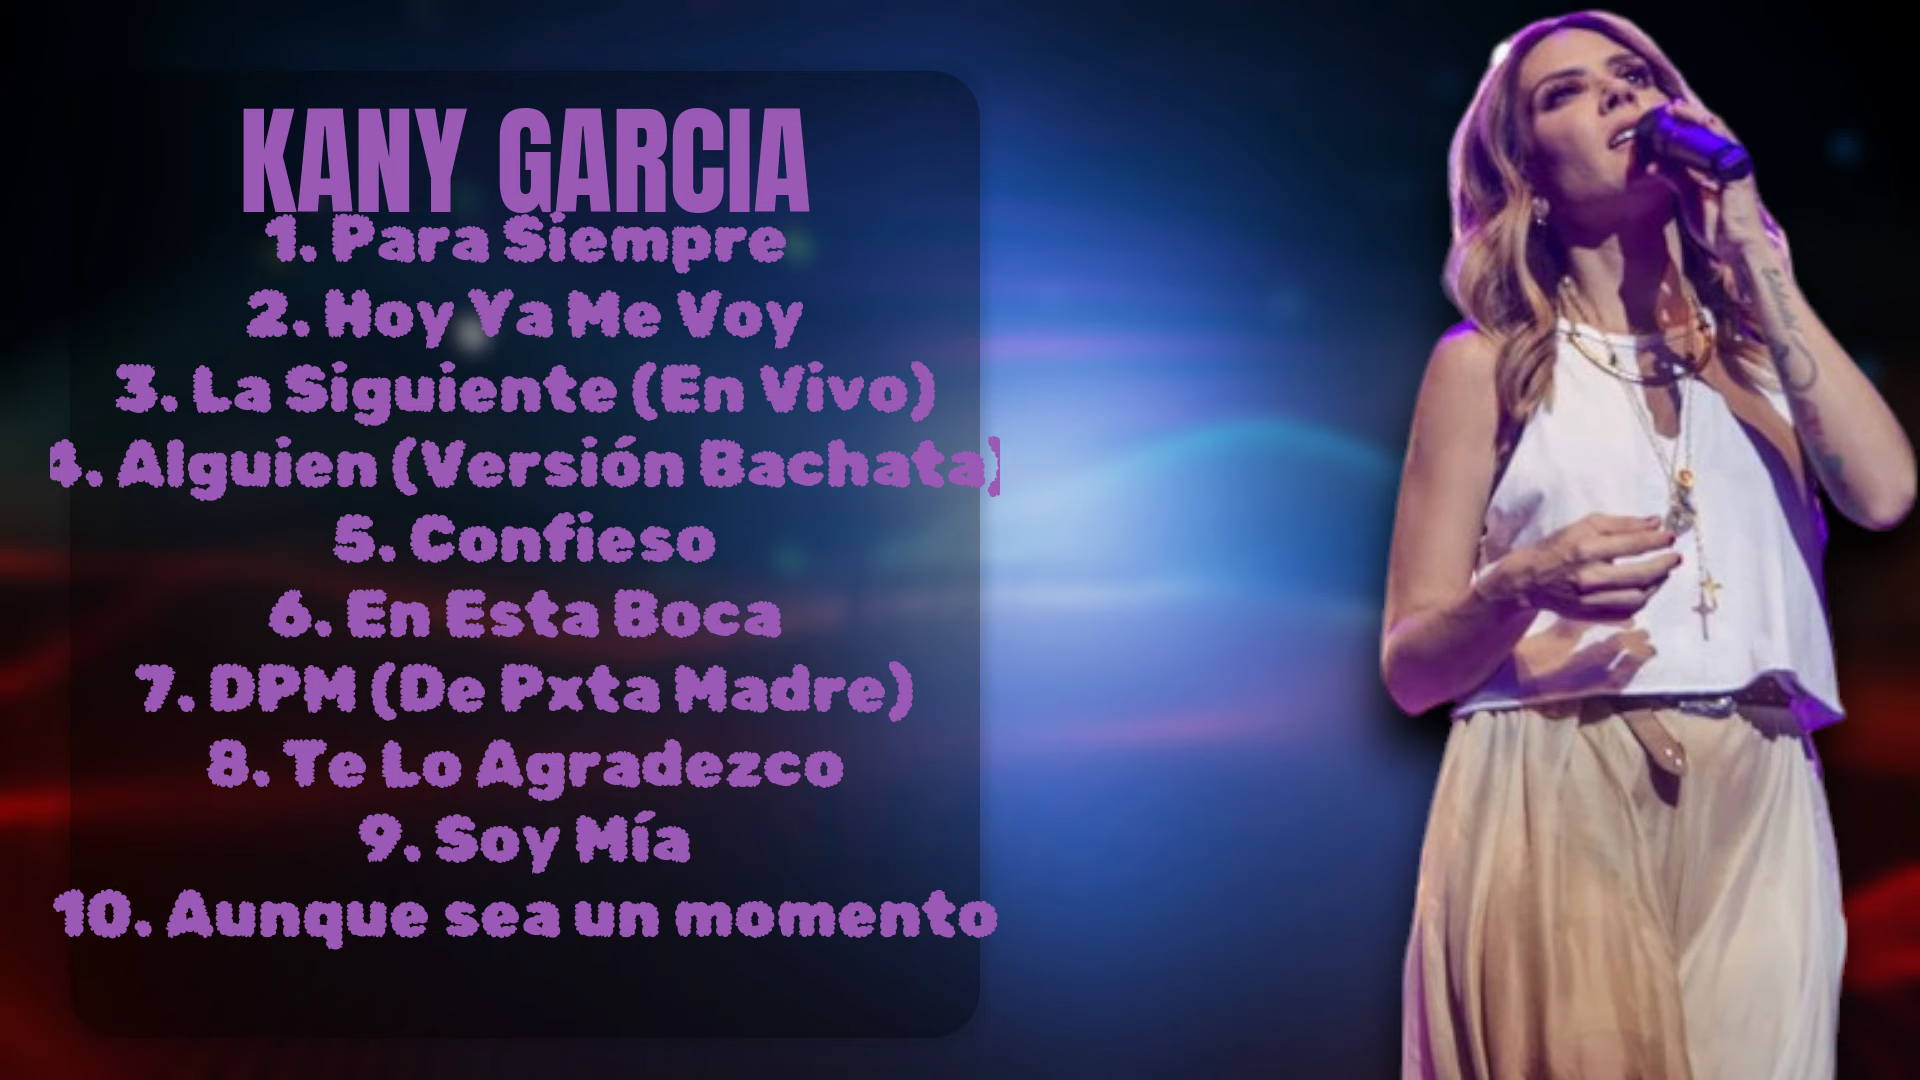 KANY GARCIA
1. Para Siempre
2. Hoy Ya Me Voy
3. La Siguiente (En Vivo)
4. Alguien (Versión Bachata)
5. Confieso
6. En Esta Boca
7. DPM (De Pxta Madre)
8. Te Lo Agradezco
9. Soy Mía
10. Aunque sea un momento